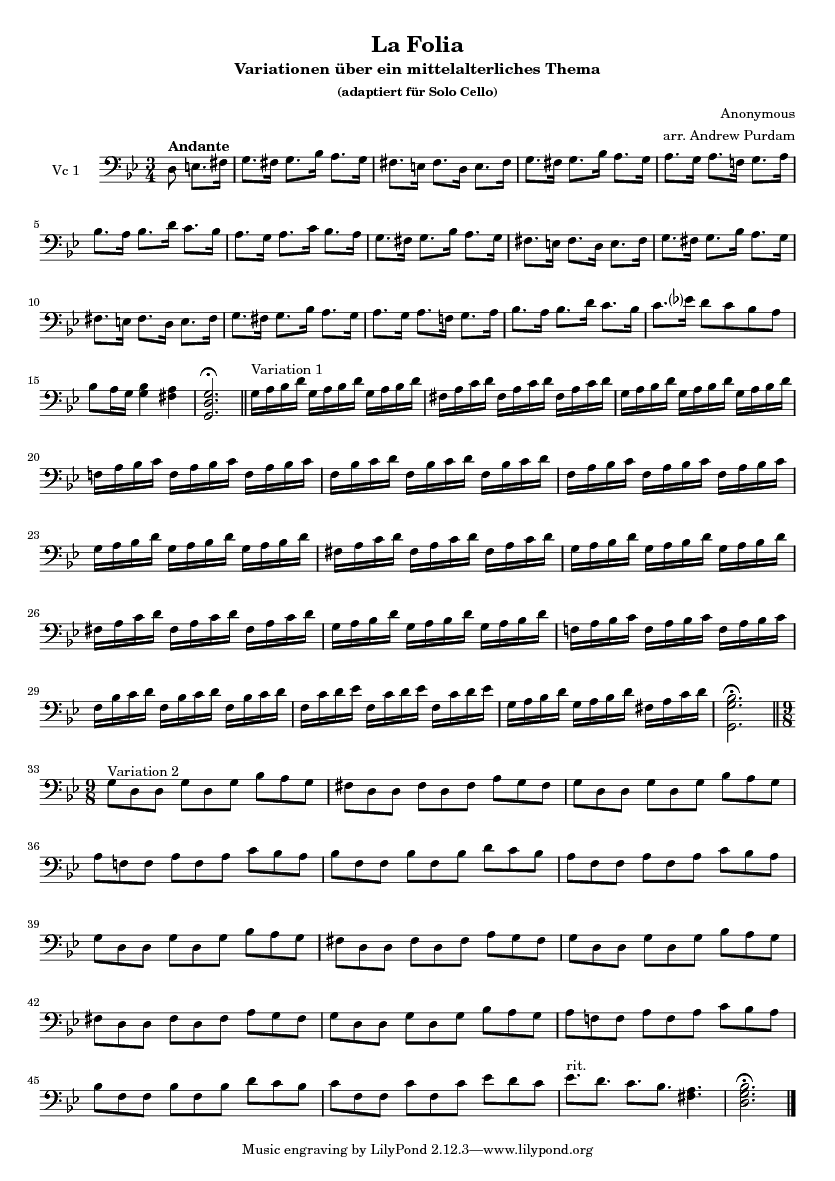 La Folia
Variationen über ein mittelalterliches Thema
(adaptiert für Solo Cello)
Anonymous
arr. Andrew Purdam
Andante
Vc 1
3
4
5
10
15
Variation 1
20
23
26
29
9
8
33
Variation 2
9
8
36
39
42
45
rit.
Music engraving by LilyPond 2.12.3—www.lilypond.org